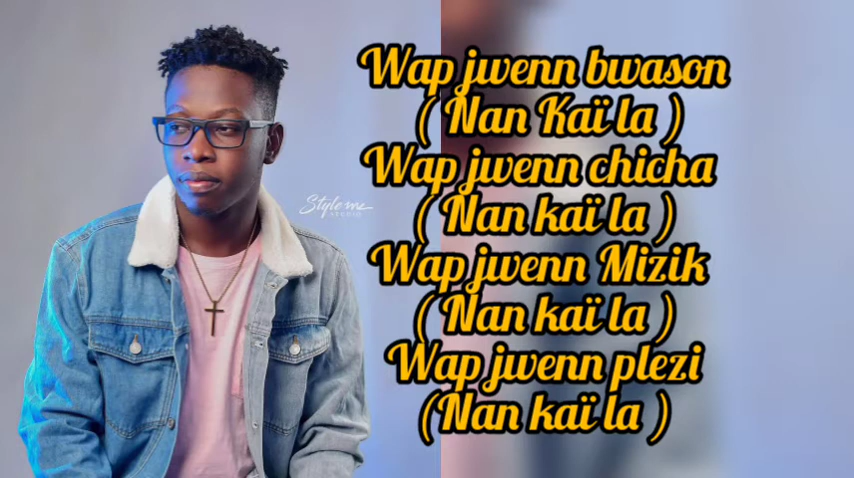 Style me
STUDIO
Wap jwenn bwason
( Nan Kaï la )
Wap jwenn chicha
( Nan kaï la )
Wap jwenn Mizik
( Nan kaï la )
Wap jwenn plezi
(Nan kaï la )